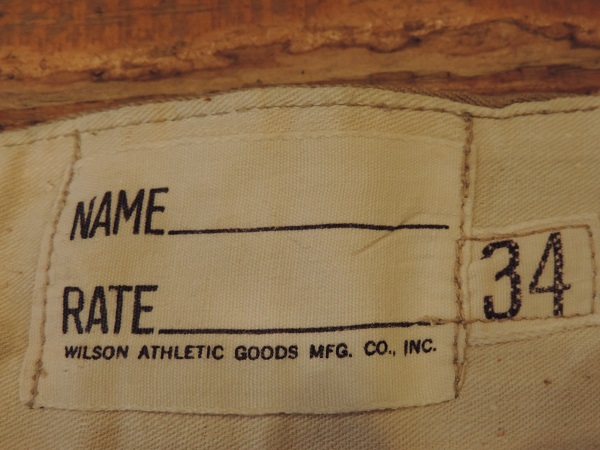 NAME
34
RATE
WILSON ATHLETIC GOODS MFG. CO., INC.